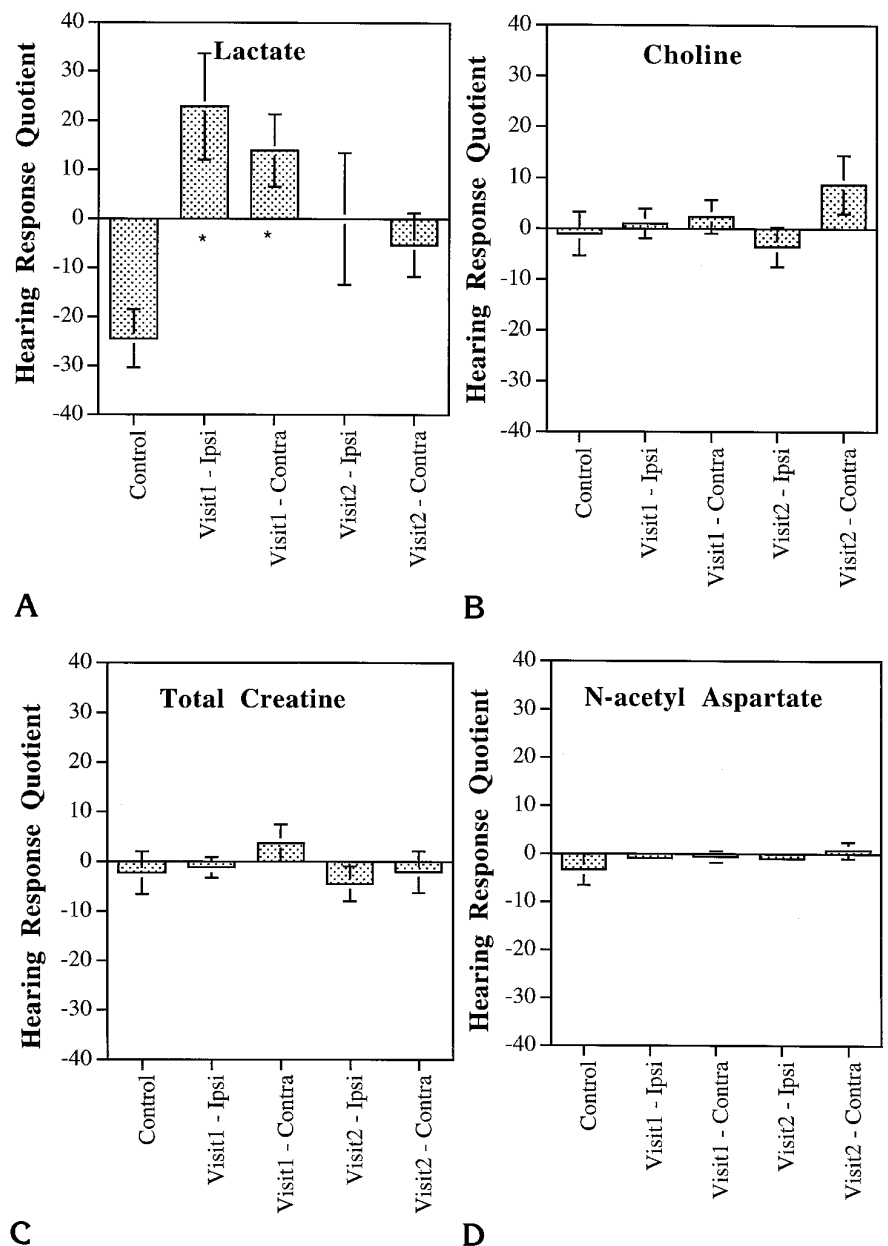 Lactate
Hearing Response Quotient
40
30
20
10
0
-10
-20
-30
-40
*
*
Control
Visit1 - Ipsi
Visit1 - Contra
Visit2 - Ipsi
Visit2 - Contra
A
Choline
Hearing Response Quotient
40
30
20
10
0
-10
-20
-30
-40
Control
Visit1 - Ipsi
Visit1 - Contra
Visit2 - Ipsi
Visit2 - Contra
B
Total Creatine
Hearing Response Quotient
40
30
20
10
0
-10
-20
-30
-40
Control
Visit1 - Ipsi
Visit1 - Contra
Visit2 - Ipsi
Visit2 - Contra
C
N-acetyl Aspartate
Hearing Response Quotient
40
30
20
10
0
-10
-20
-30
-40
Control
Visit1 - Ipsi
Visit1 - Contra
Visit2 - Ipsi
Visit2 - Contra
D